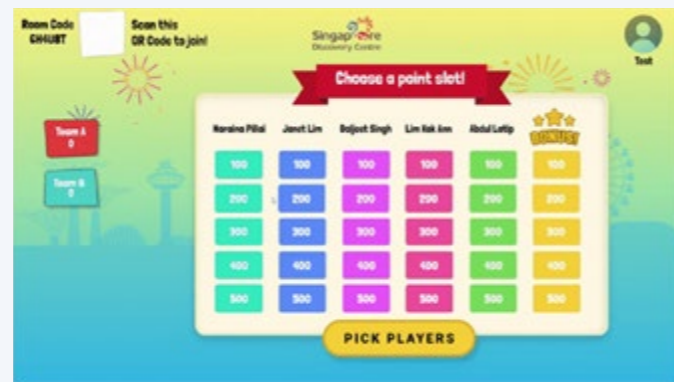 Room Code
GH4UBT
Scan this
QR Code to join!
Singapore
Discovery Centre
Test
Choose a point slot!
Team A
0
Team B
0
Naraina Pillai
Janet Lim
Baljeet Singh
Lim Hak Ann
Abdul Latip
BONUS!
100 100 100 100 100 100
200 200 200 200 200 200
300 300 300 300 300 300
400 400 400 400 400 400
500 500 500 500 500 500
PICK PLAYERS